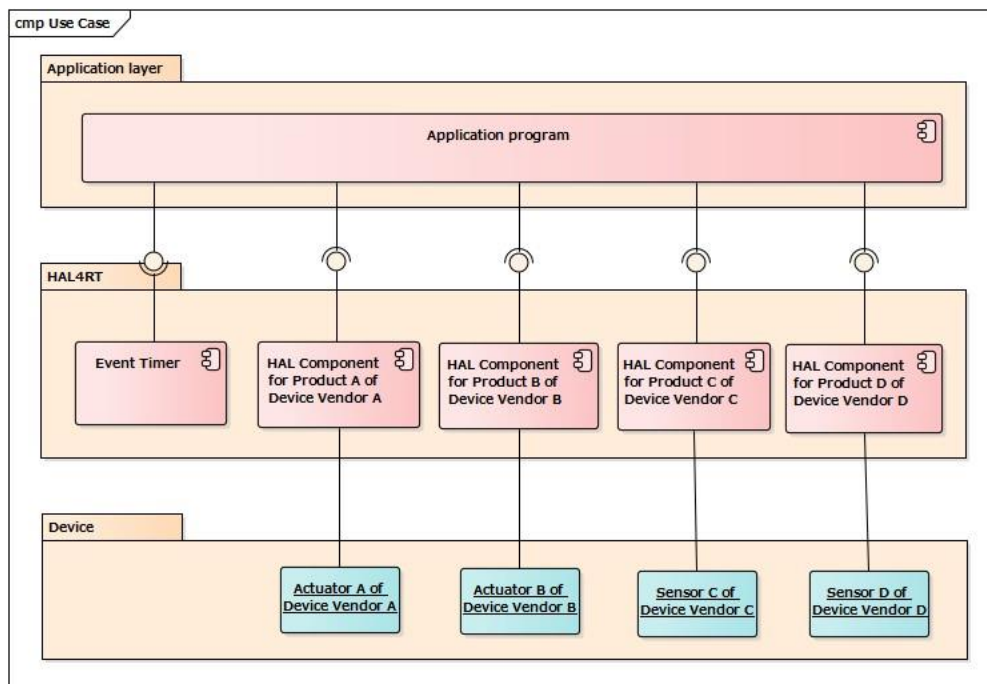 cmp Use Case
Application layer
Application program
HAL4RT
Event Timer
HAL Component
for Product A of
Device Vendor A
HAL Component
for Product B of
Device Vendor B
HAL Component
for Product C of
Device Vendor C
HAL Component
for Product D of
Device Vendor D
Device
Actuator A of
Device Vendor A
Actuator B of
Device Vendor B
Sensor C of
Device Vendor C
Sensor D of
Device Vendor D